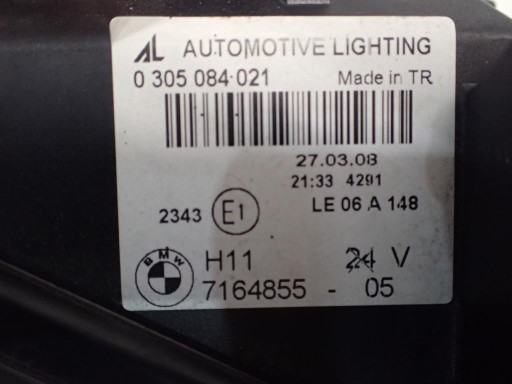 AL AUTOMOTIVE LIGHTING
0 305 084 021 Made in TR
27.03.08
21:33 4291
2343 E1 LE 06 A 148
BMW H11 24 V
7164855 - 05